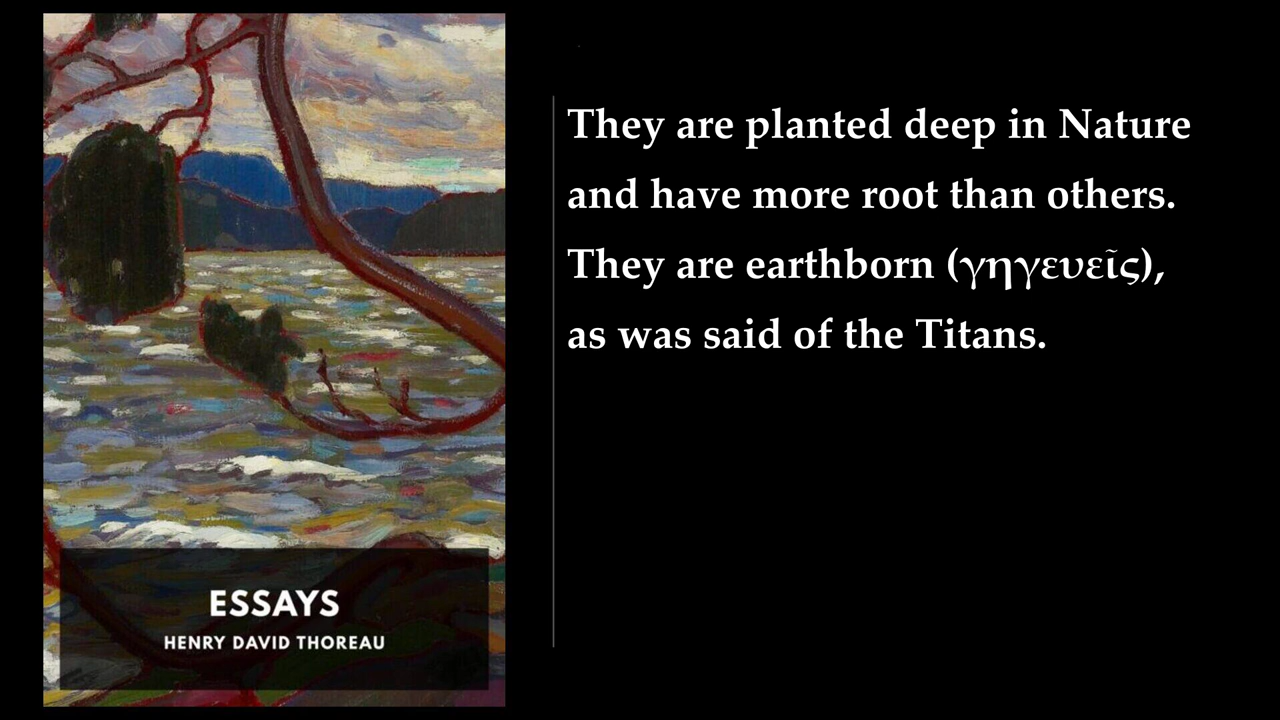 They are planted deep in Nature
and have more root than others.
They are earthborn (γηγευεῖς),
as was said of the Titans.
ESSAYS
HENRY DAVID THOREAU